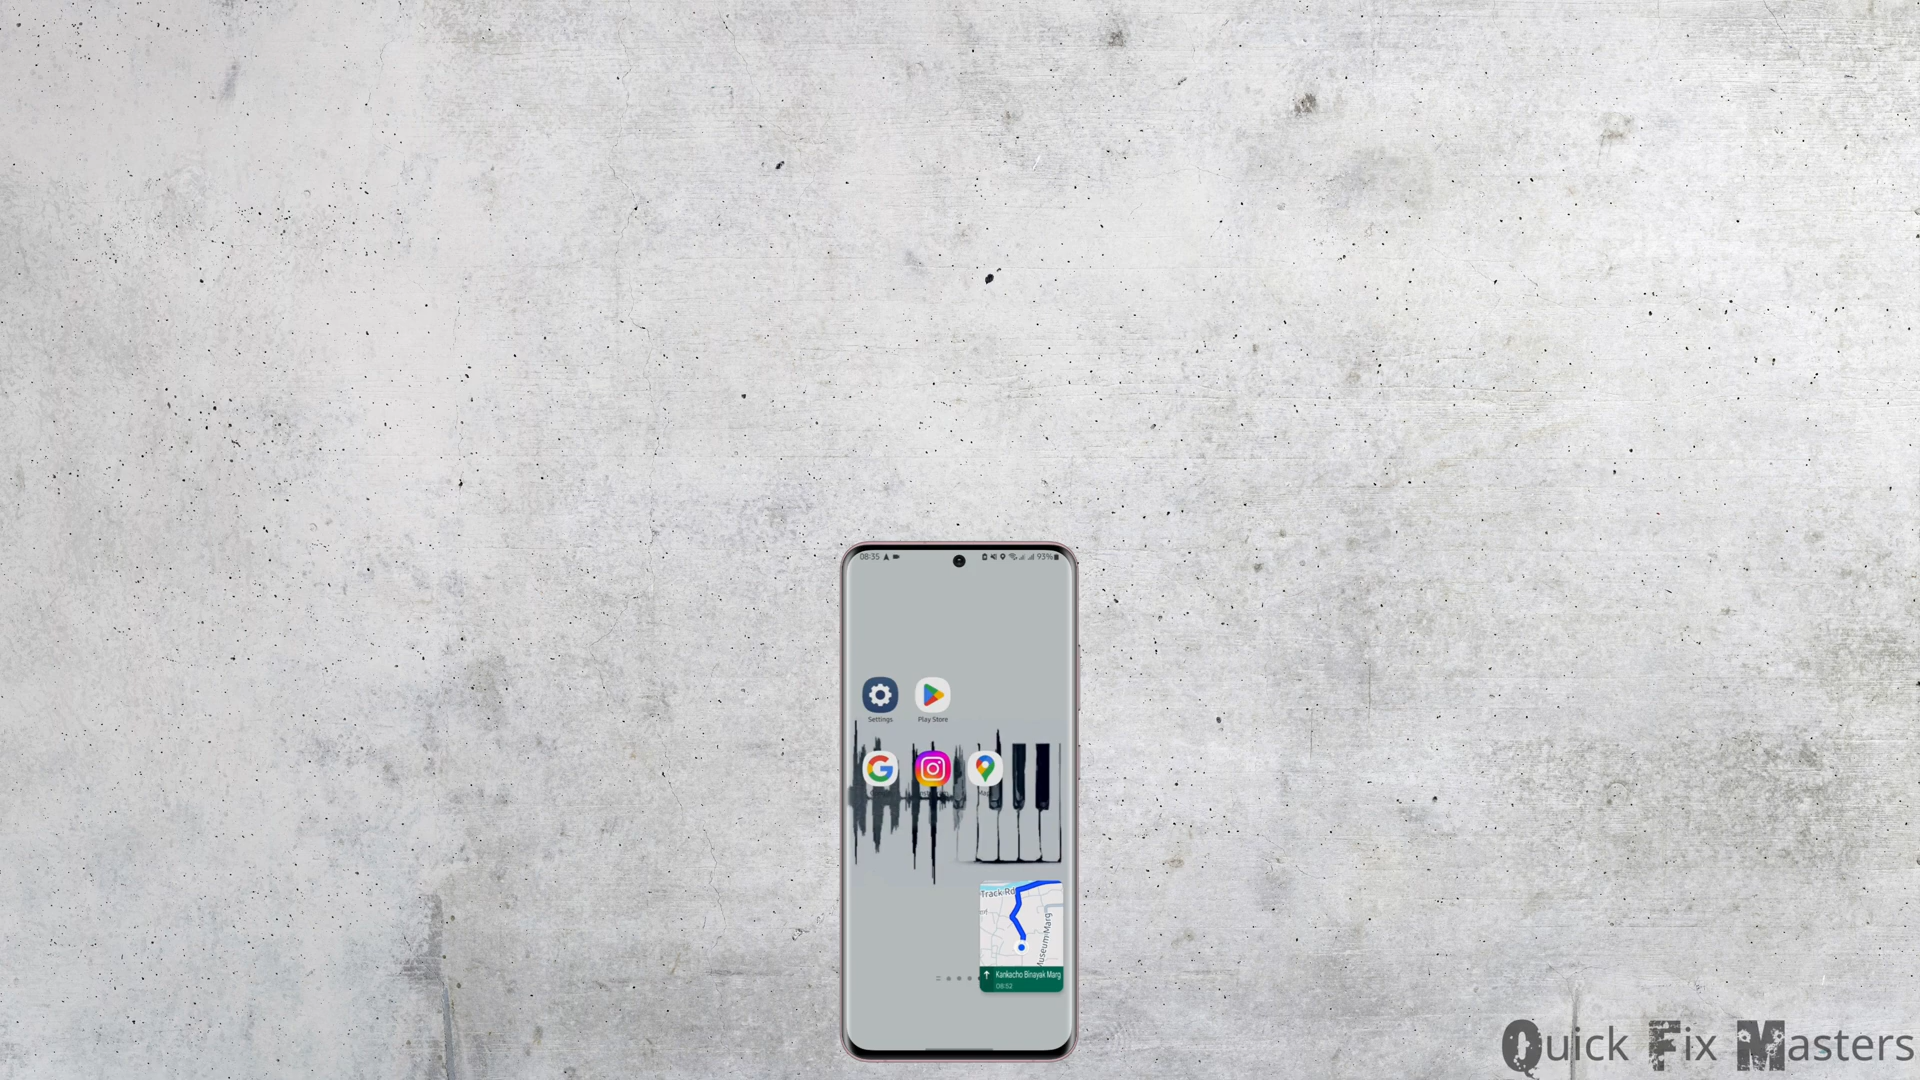 08:35 93%
Settings Play Store
Track Rd
Museum Marg
Kankacho Binayak Marg
08:52
Quick Fix Masters